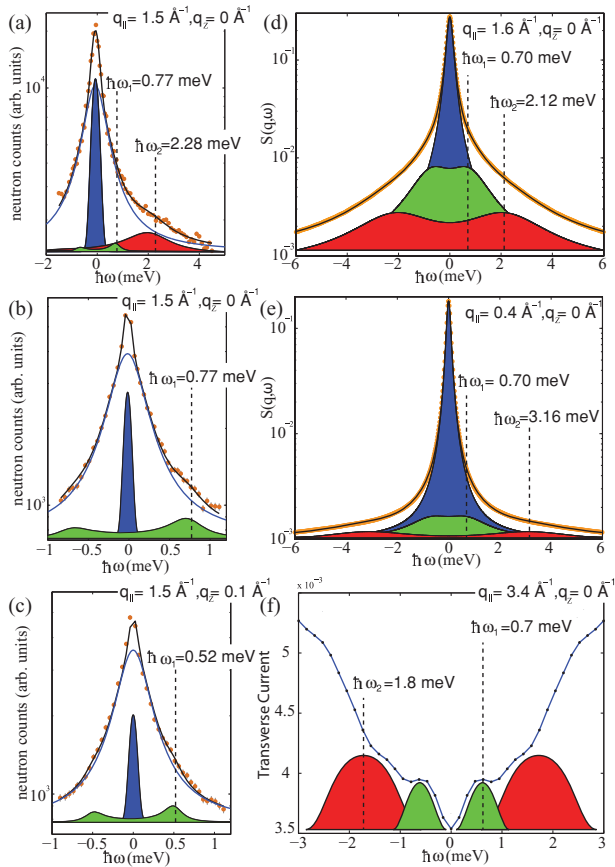 (a)
q∥ = 1.5 Å⁻¹,q_Z= 0 Å⁻¹
ħω₁=0.77 meV
ħω₂=2.28 meV
neutron counts (arb. units)
10⁴
-2 0 2 4
ħω(meV)
(b)
q∥ = 1.5 Å⁻¹,q_Z= 0 Å⁻¹
ħω₁=0.77 meV
neutron counts (arb. units)
10³
-1 -0.5 0 0.5 1
ħω(meV)
(c)
q∥ = 1.5 Å⁻¹,q_Z= 0.1 Å⁻¹
ħω₁=0.52 meV
neutron counts (arb. units)
10³
-1 -0.5 0 0.5 1
ħω(meV)
(d)
q∥= 1.6 Å⁻¹,q_Z= 0 Å⁻¹
ħω₁=0.70 meV
ħω₂=2.12 meV
S(q,ω)
10⁻¹
10⁻²
10⁻³
-6 -4 -2 0 2 4 6
ħω(meV)
(e)
q∥= 0.4 Å⁻¹,q_Z= 0 Å⁻¹
ħω₁=0.70 meV
ħω₂=3.16 meV
S(q,ω)
10⁻¹
10⁻²
10⁻³
-6 -4 -2 0 2 4 6
ħω(meV)
(f)
x 10⁻³
q∥= 3.4 Å⁻¹,q_Z= 0 Å⁻¹
ħω₁=0.7 meV
ħω₂=1.8 meV
Transverse Current
5
4.5
4
3.5
-3 -2 -1 0 1 2 3
ħω(meV)